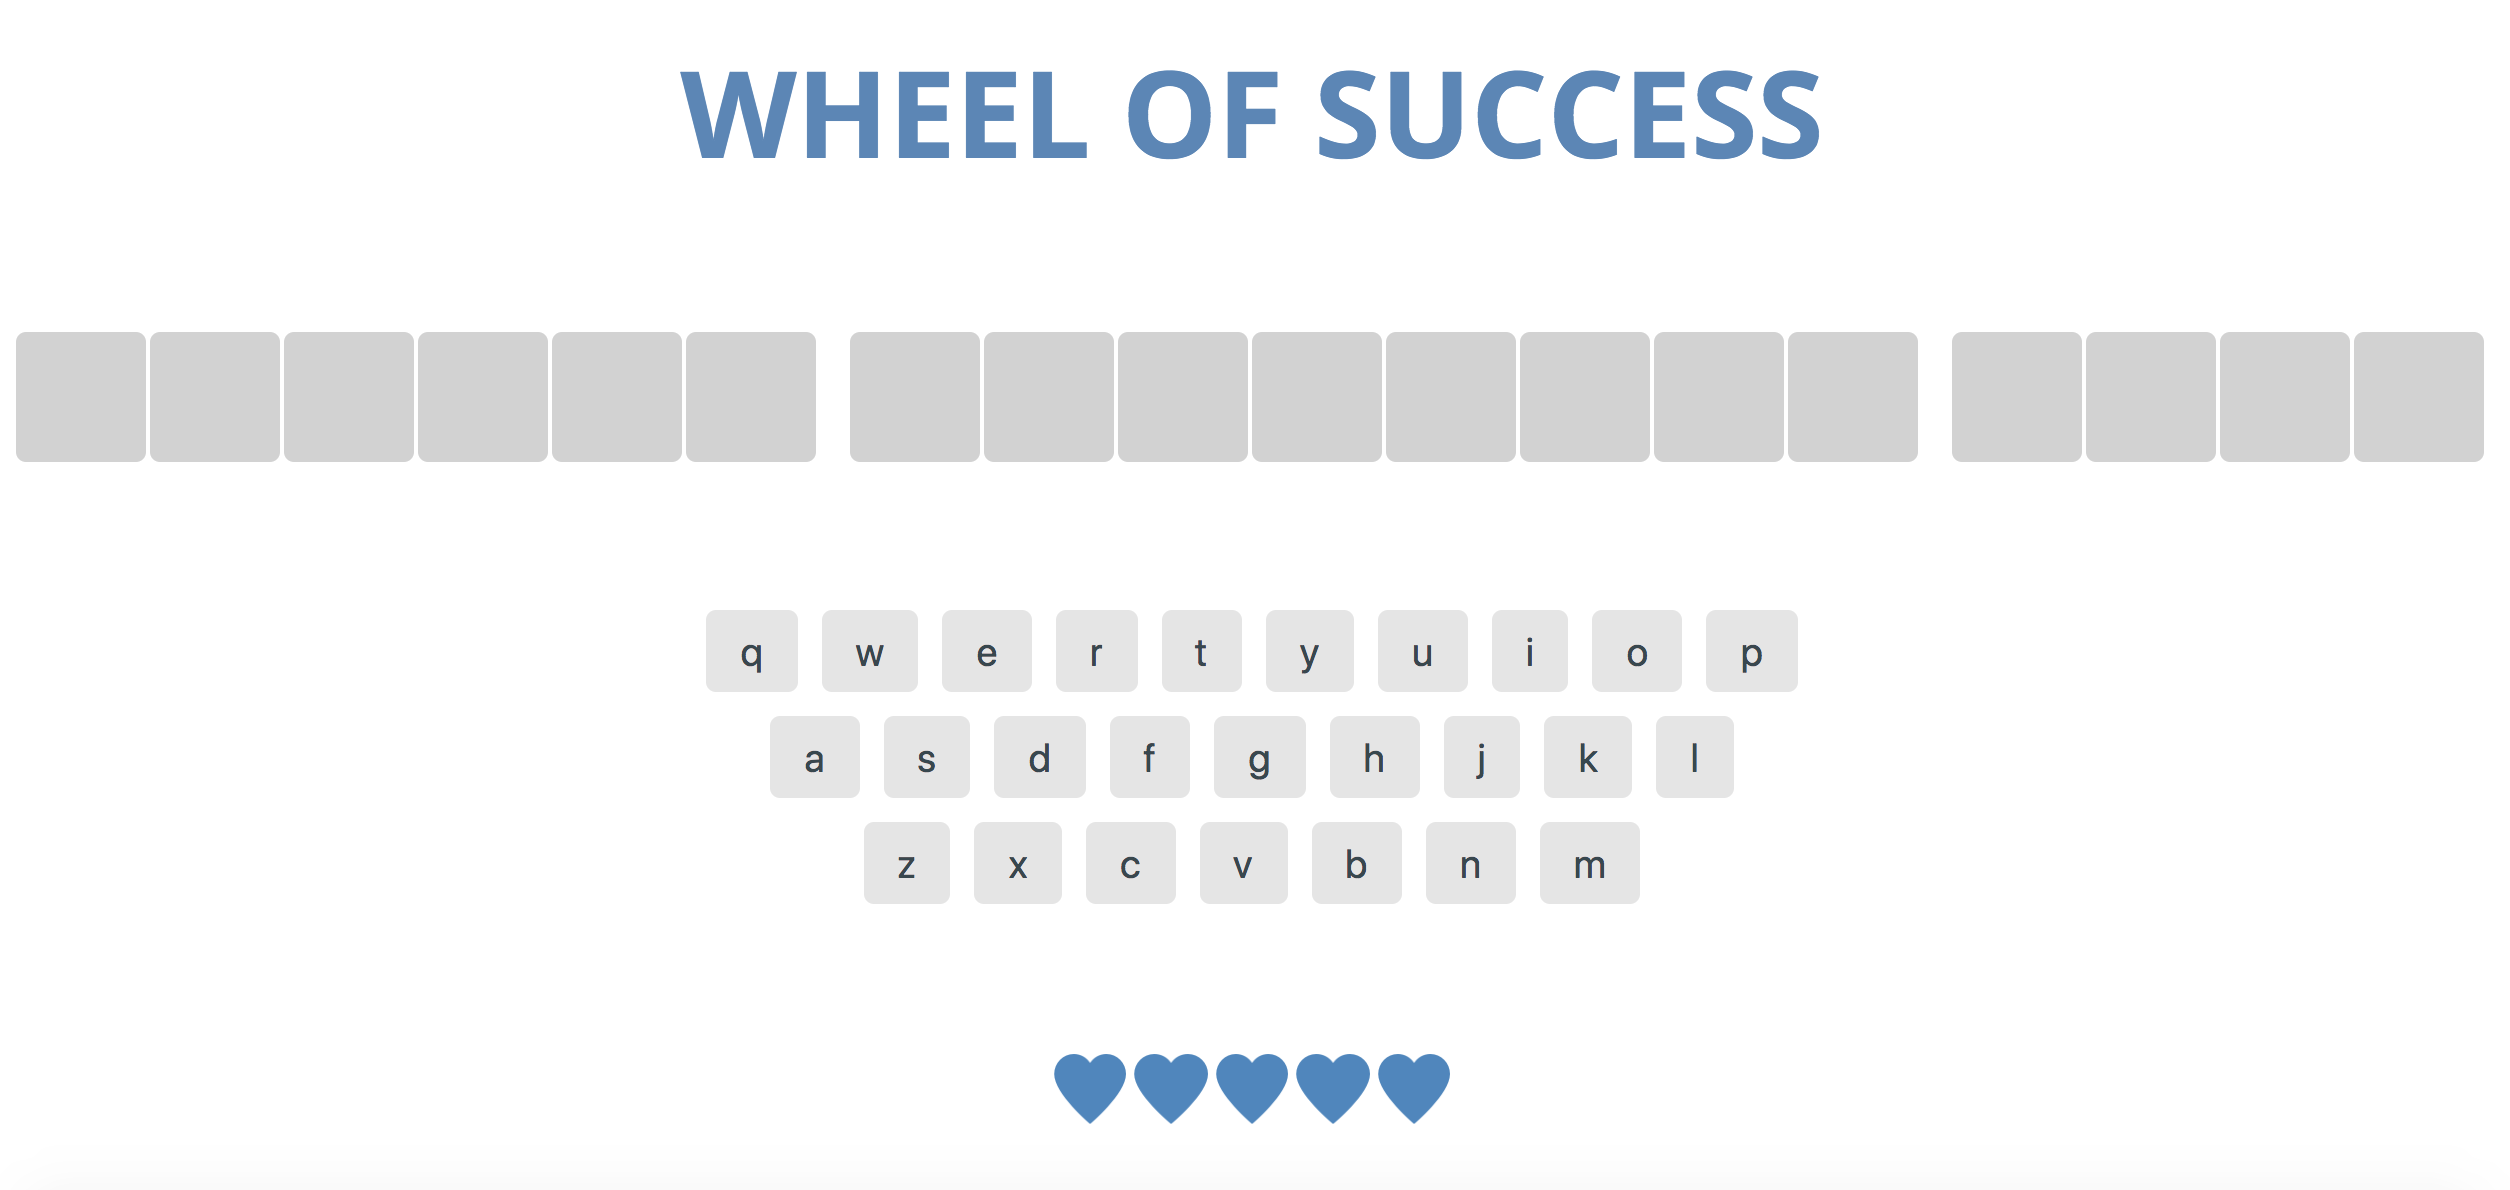 WHEEL OF SUCCESS
q w e r t y u i o p
a s d f g h j k l
z x c v b n m